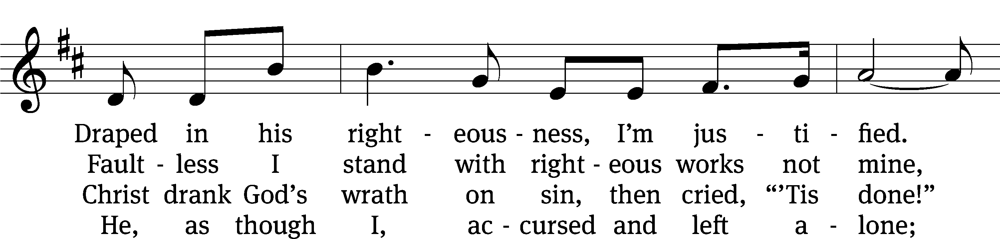 Draped in his right - eous - ness, I’m jus - ti - fied.
Fault - less I stand with right - eous works not mine,
Christ drank God’s wrath on sin, then cried, “’Tis done!”
He, as though I, ac - cursed and left a - lone;